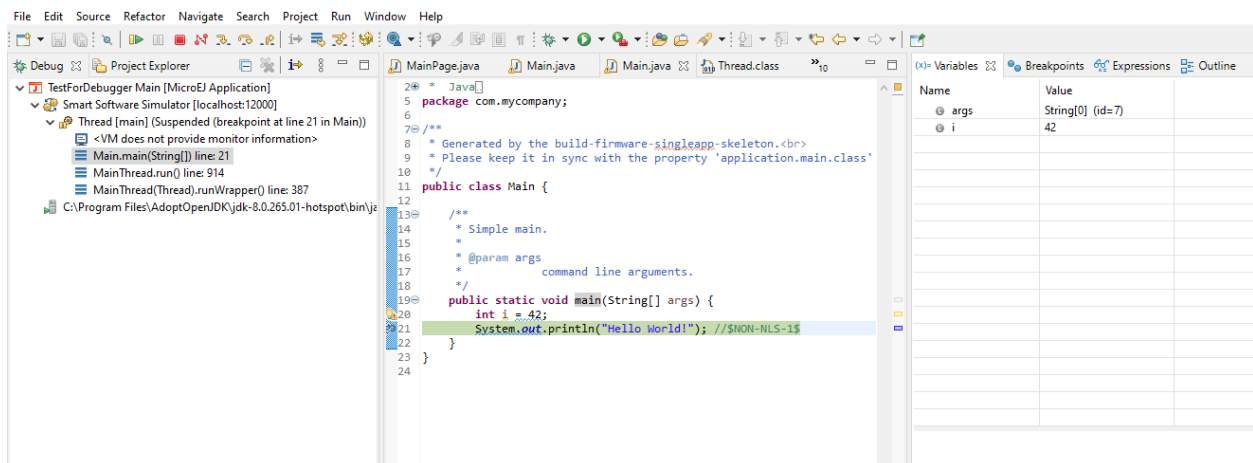 File Edit Source Refactor Navigate Search Project Run Window Help
Debug Project Explorer
TestForDebugger Main [MicroEJ Application]
Smart Software Simulator [localhost:12000]
Thread [main] (Suspended (breakpoint at line 21 in Main))
<VM does not provide monitor information>
Main.main(String[]) line: 21
MainThread.run() line: 914
MainThread(Thread).runWrapper() line: 387
C:\Program Files\AdoptOpenJDK\jdk-8.0.265.01-hotspot\bin\ja
MainPage.java Main.java Main.java Thread.class »10
2 * Java
5 package com.mycompany;
6
7 /**
8 * Generated by the build-firmware-singleapp-skeleton.<br>
9 * Please keep it in sync with the property 'application.main.class'
10 */
11 public class Main {
12
13 /**
14 * Simple main.
15 *
16 * @param args
17 * command line arguments.
18 */
19 public static void main(String[] args) {
20 int i = 42;
21 System.out.println("Hello World!"); //$NON-NLS-1$
22 }
23 }
24
(x)= Variables Breakpoints Expressions Outline
Name Value
args String[0] (id=7)
i 42